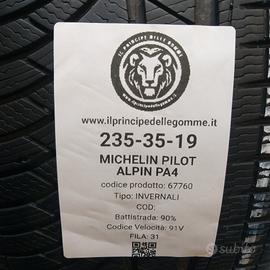 IL PRINCIPE DELLE GOMME
www.ilprincipedellegomme.it
www.ilprincipedellegomme.it
235-35-19
MICHELIN PILOT
ALPIN PA4
codice prodotto: 67760
Tipo: INVERNALI
COD:
Battistrada: 90%
Codice Velocità: 91V
FILA: 31
subito